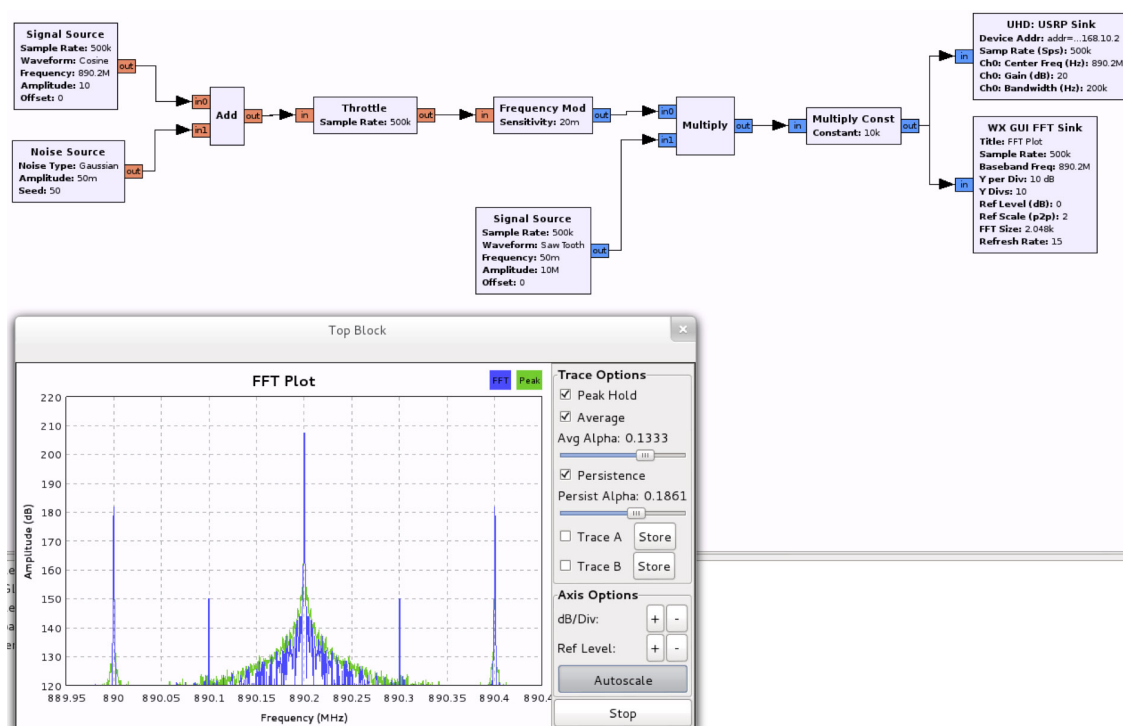 Signal Source
Sample Rate: 500k
Waveform: Cosine
Frequency: 890.2M
Amplitude: 10
Offset: 0
out
Noise Source
Noise Type: Gaussian
Amplitude: 50m
Seed: 50
out
in0
in1
Add
out
in
Throttle
Sample Rate: 500k
out
in
Frequency Mod
Sensitivity: 20m
out
Signal Source
Sample Rate: 500k
Waveform: Saw Tooth
Frequency: 50m
Amplitude: 10M
Offset: 0
out
in0
in1
Multiply
out
in
Multiply Const
Constant: 10k
out
in
UHD: USRP Sink
Device Addr: addr=...168.10.2
Samp Rate (Sps): 500k
Ch0: Center Freq (Hz): 890.2M
Ch0: Gain (dB): 20
Ch0: Bandwidth (Hz): 200k
in
WX GUI FFT Sink
Title: FFT Plot
Sample Rate: 500k
Baseband Freq: 890.2M
Y per Div: 10 dB
Y Divs: 10
Ref Level (dB): 0
Ref Scale (p2p): 2
FFT Size: 2.048k
Refresh Rate: 15
Top Block
×
FFT Plot
FFT
Peak
220
210
200
190
180
170
160
150
140
130
120
Amplitude (dB)
889.95 890 890.05 890.1 890.15 890.2 890.25 890.3 890.35 890.4 890.4
Frequency (MHz)
Trace Options
Peak Hold
Average
Avg Alpha: 0.1333
Persistence
Persist Alpha: 0.1861
Trace A Store
Trace B Store
Axis Options
dB/Div: + -
Ref Level: + -
Autoscale
Stop